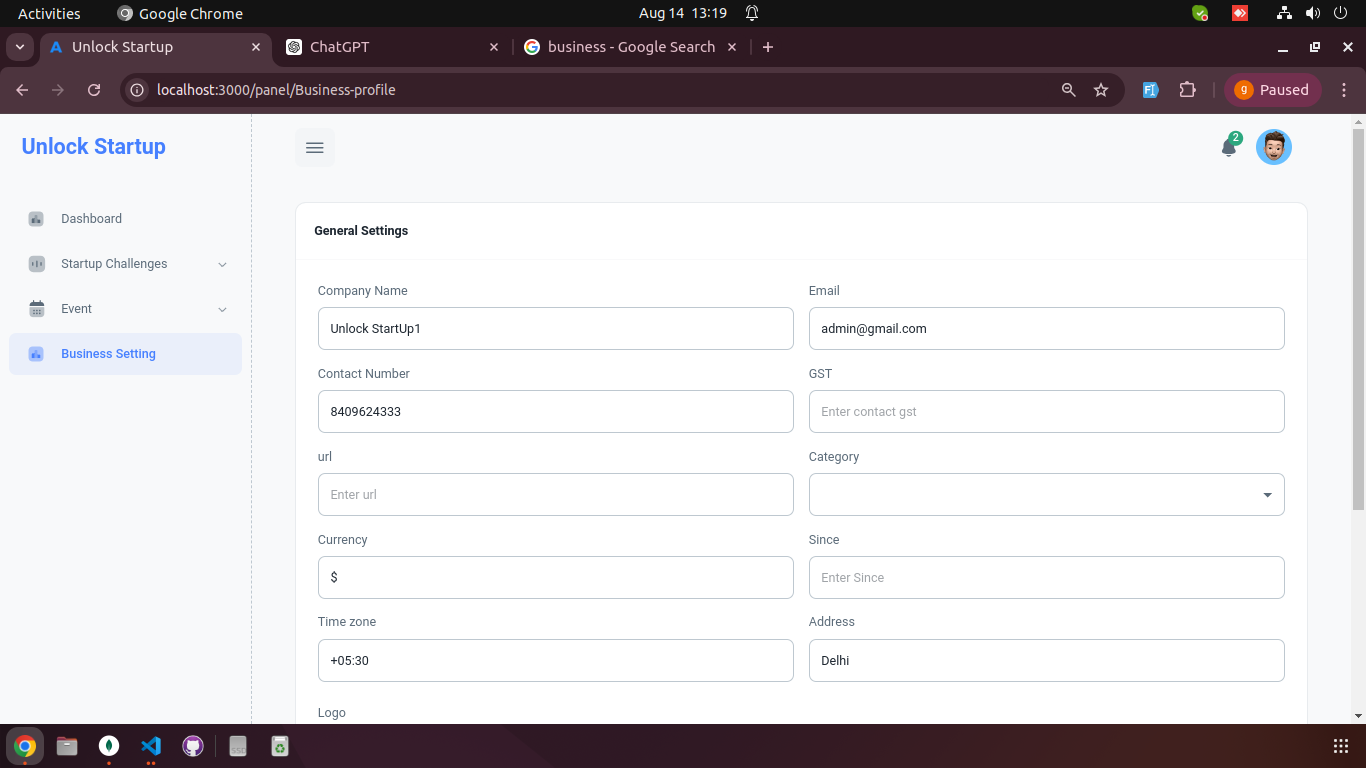 Activities Google Chrome Aug 14 13:19
Unlock Startup ChatGPT business - Google Search
localhost:3000/panel/Business-profile g Paused
Unlock Startup
2
Dashboard
Startup Challenges
Event
Business Setting
General Settings
Company Name Email
Unlock StartUp1 admin@gmail.com
Contact Number GST
8409624333 Enter contact gst
url Category
Enter url
Currency Since
$ Enter Since
Time zone Address
+05:30 Delhi
Logo